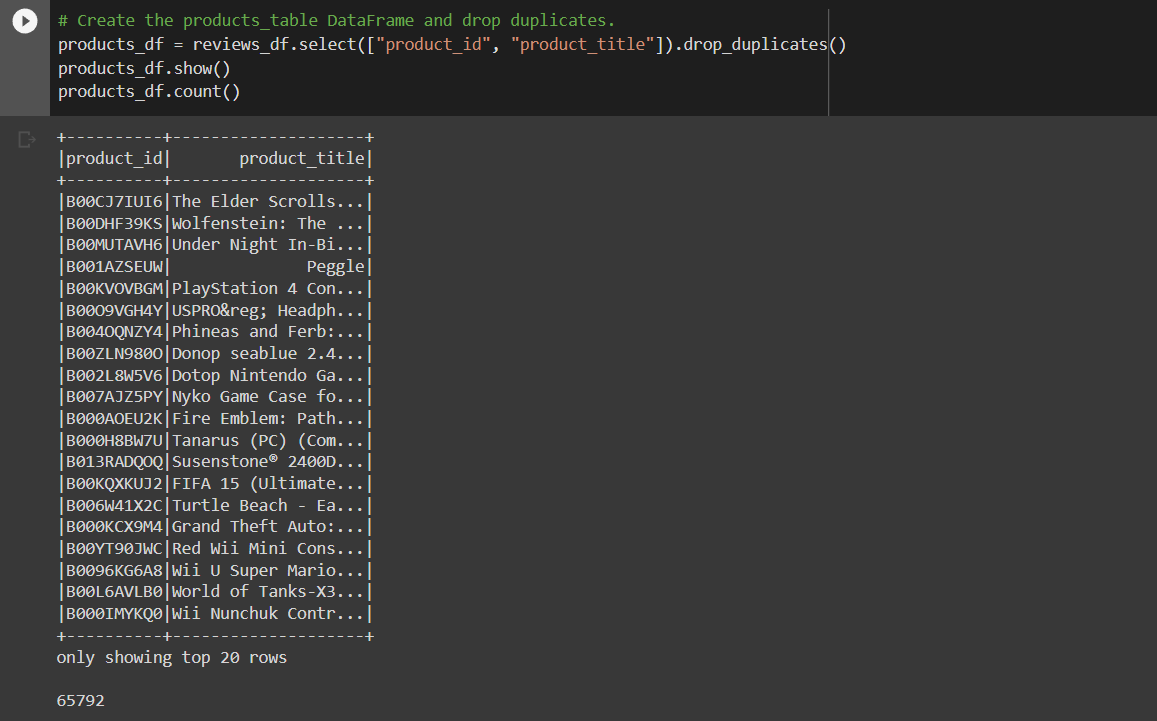 # Create the products_table DataFrame and drop duplicates.
products_df = reviews_df.select(["product_id", "product_title"]).drop_duplicates()
products_df.show()
products_df.count()
+----------+--------------------+
|product_id|       product_title|
+----------+--------------------+
|B00CJ7IUI6|The Elder Scrolls...|
|B00DHF39KS|Wolfenstein: The ...|
|B00MUTAVH6|Under Night In-Bi...|
|B001AZSEUW|              Peggle|
|B00KVOVBGM|PlayStation 4 Con...|
|B00O9VGH4Y|USPRO&reg; Headph...|
|B004OQNZY4|Phineas and Ferb:...|
|B00ZLN980O|Donop seablue 2.4...|
|B002L8W5V6|Dotop Nintendo Ga...|
|B007AJZ5PY|Nyko Game Case fo...|
|B000AOEU2K|Fire Emblem: Path...|
|B000H8BW7U|Tanarus (PC) (Com...|
|B013RADQOQ|Susenstone® 2400D...|
|B00KQXKUJ2|FIFA 15 (Ultimate...|
|B006W41X2C|Turtle Beach - Ea...|
|B000KCX9M4|Grand Theft Auto:...|
|B00YT90JWC|Red Wii Mini Cons...|
|B0096KG6A8|Wii U Super Mario...|
|B00L6AVLB0|World of Tanks-X3...|
|B000IMYKQ0|Wii Nunchuk Contr...|
+----------+--------------------+
only showing top 20 rows
65792